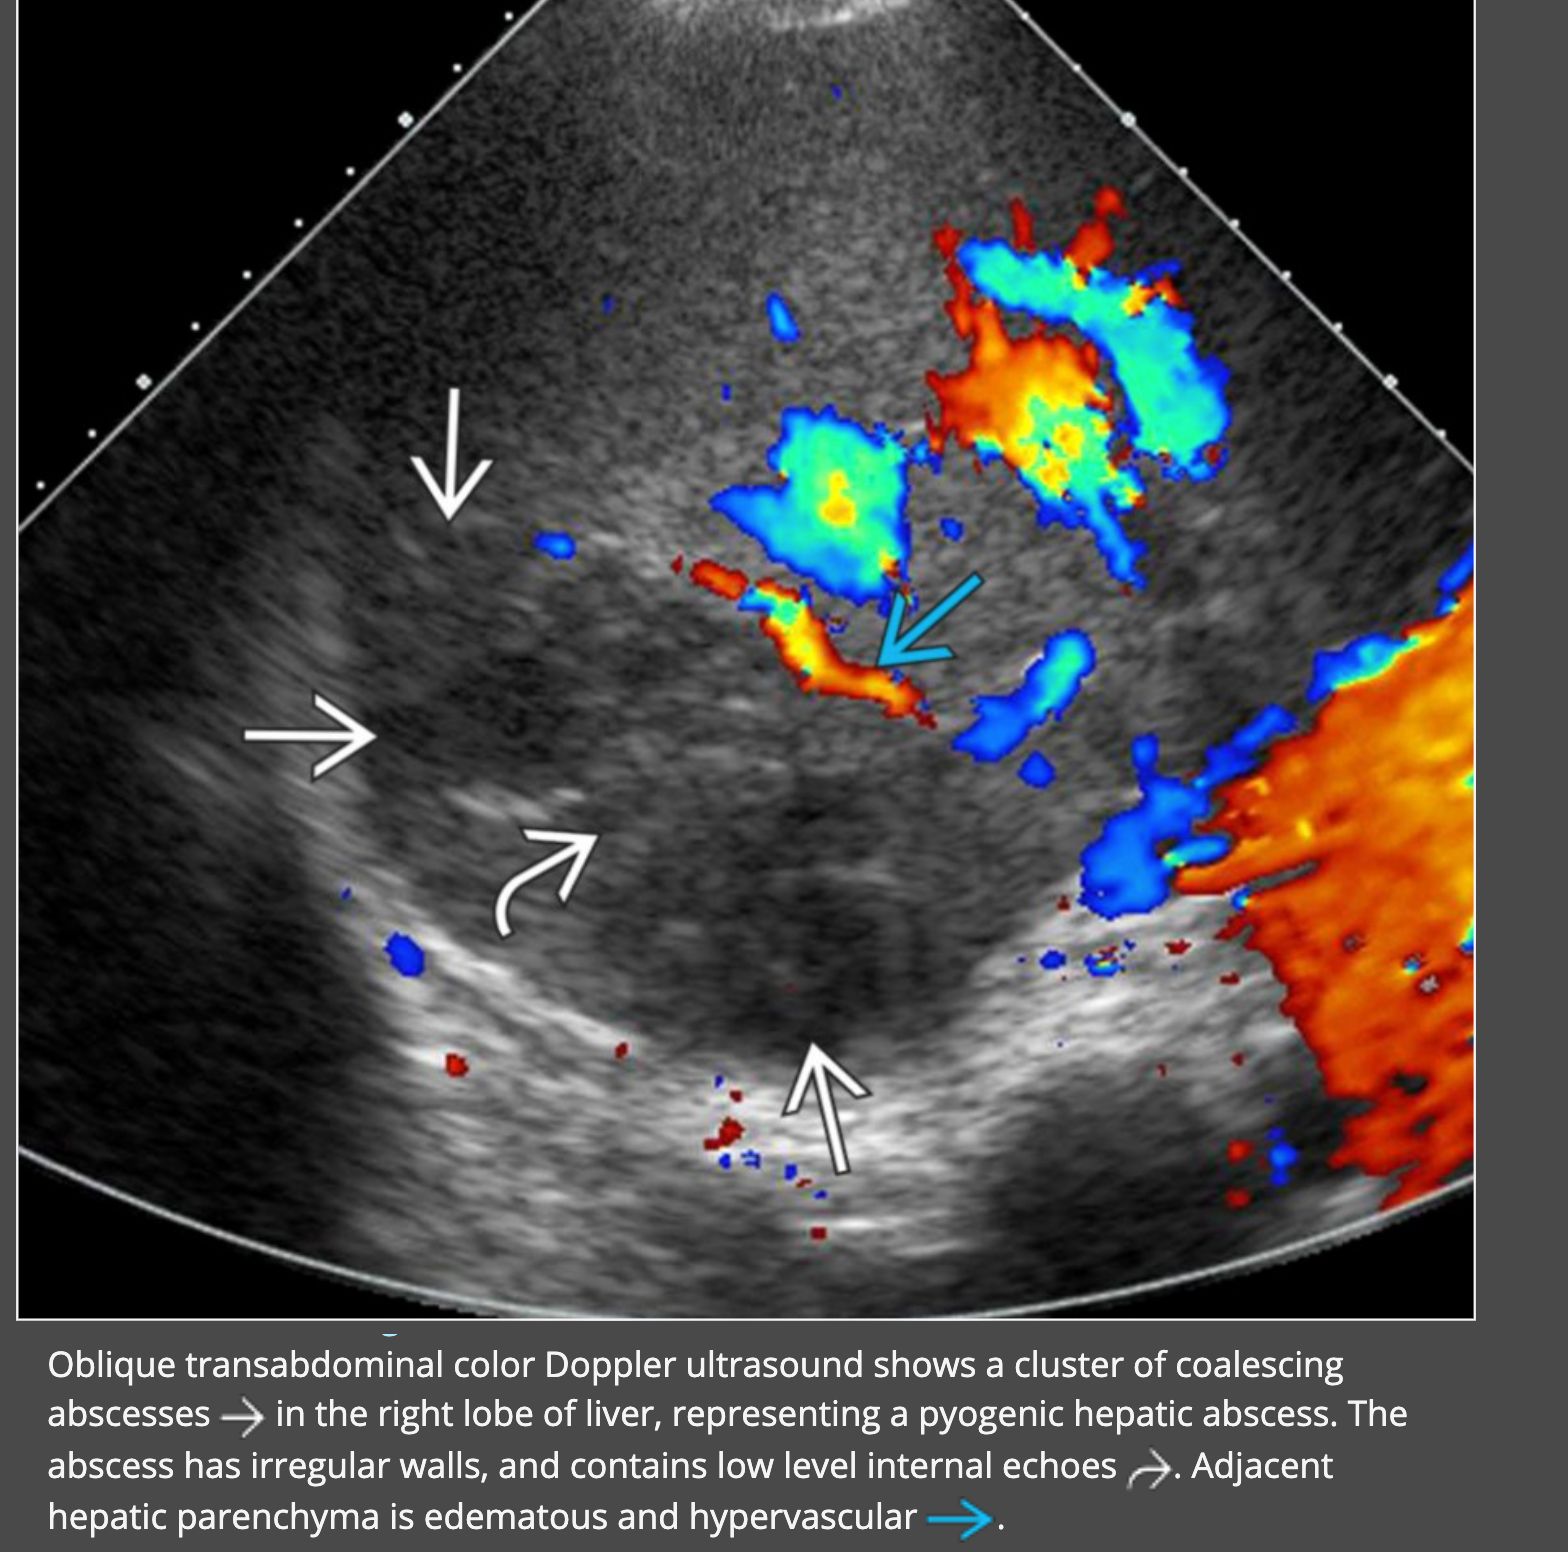 Oblique transabdominal color Doppler ultrasound shows a cluster of coalescing
abscesses → in the right lobe of liver, representing a pyogenic hepatic abscess. The
abscess has irregular walls, and contains low level internal echoes ↷. Adjacent
hepatic parenchyma is edematous and hypervascular →.